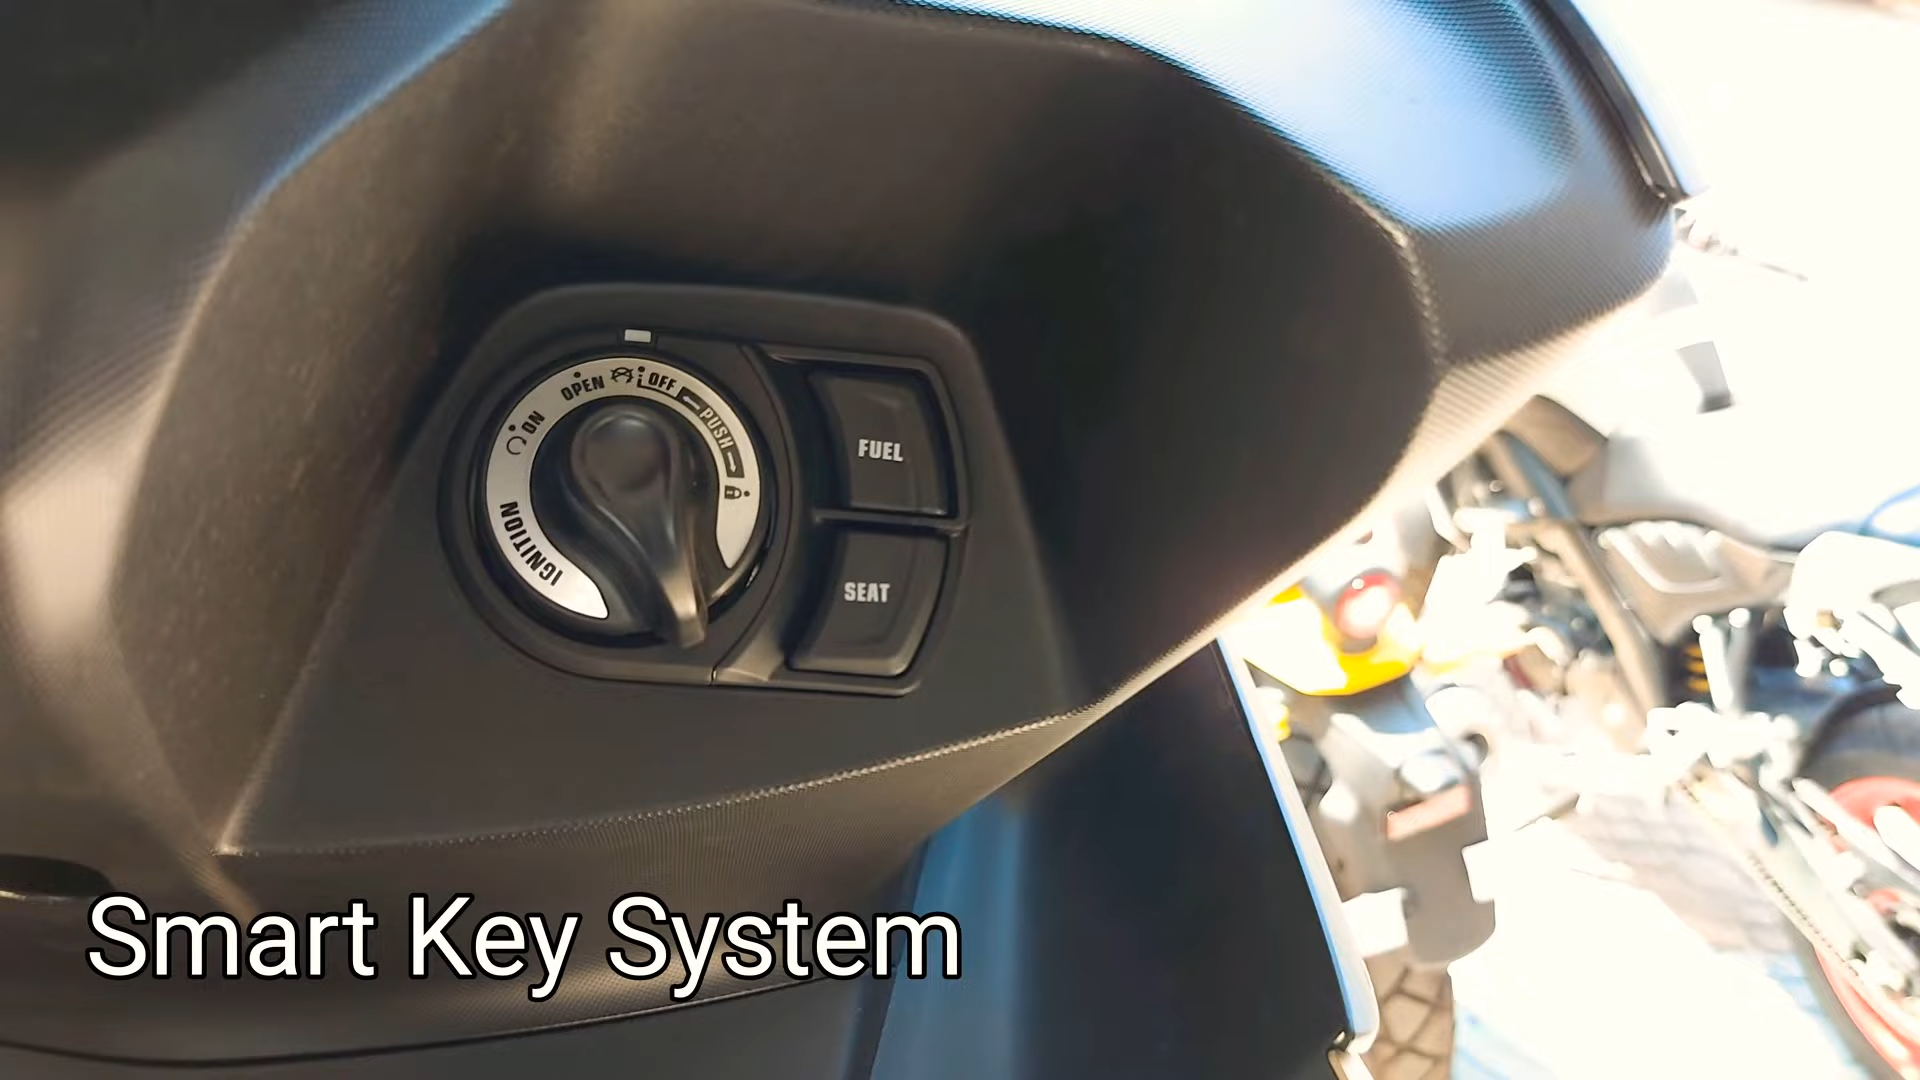 ON
OPEN
OFF
PUSH
IGNITION
FUEL
SEAT
Smart Key System